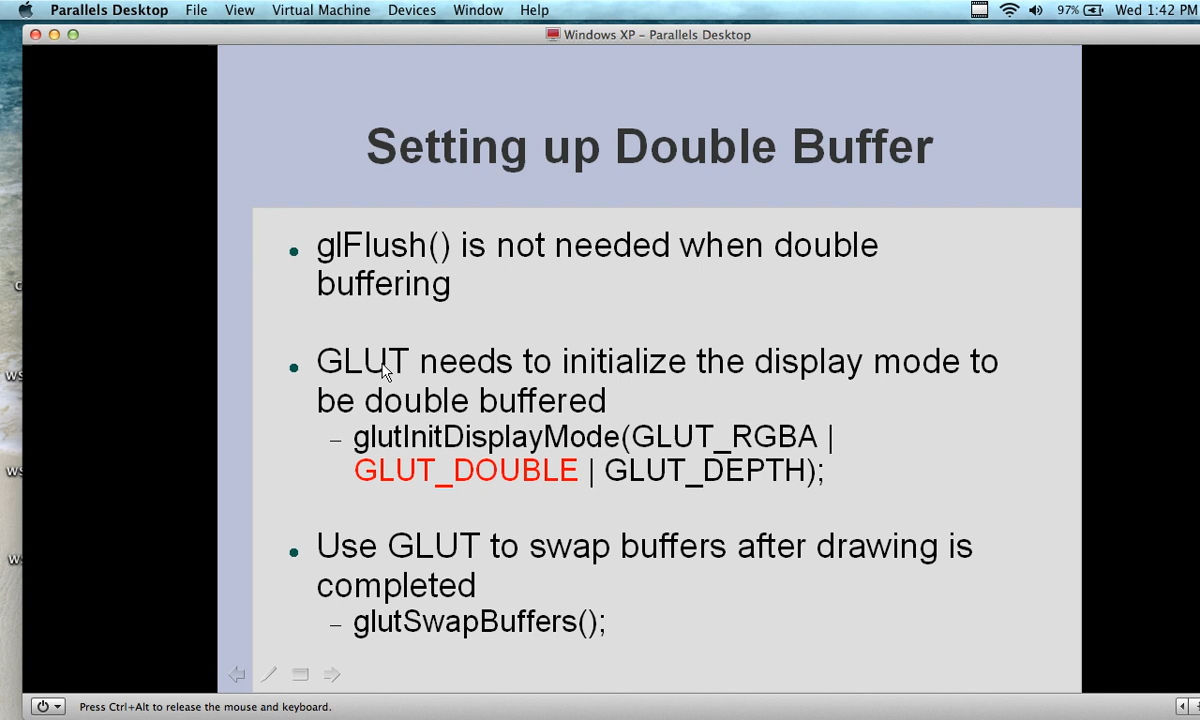 Parallels Desktop File View Virtual Machine Devices Window Help 97% Wed 1:42 PM
Windows XP – Parallels Desktop
Setting up Double Buffer
• glFlush() is not needed when double
buffering
• GLUT needs to initialize the display mode to
be double buffered
– glutInitDisplayMode(GLUT_RGBA |
GLUT_DOUBLE | GLUT_DEPTH);
• Use GLUT to swap buffers after drawing is
completed
– glutSwapBuffers();
Press Ctrl+Alt to release the mouse and keyboard.